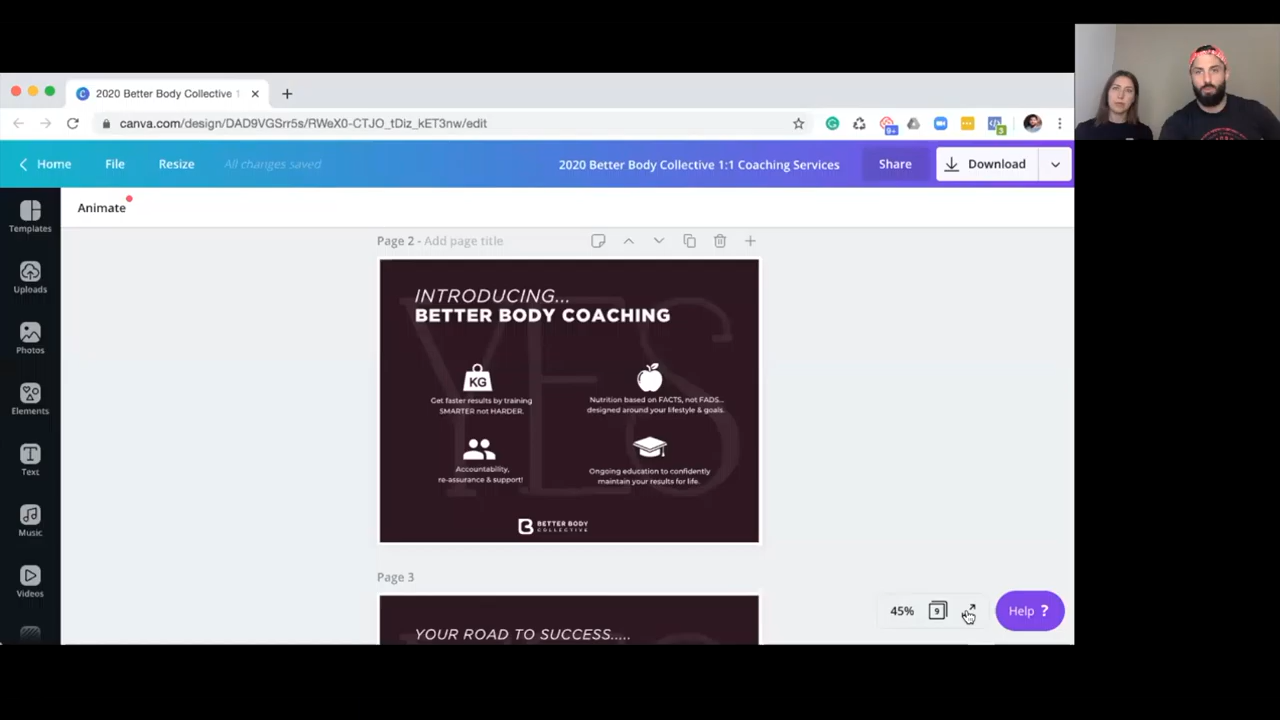 2020 Better Body Collective 1
canva.com/design/DAD9VGSrr5s/RWeX0-CTJO_tDiz_kET3nw/edit
9+
3
Home
File
Resize
All changes saved
2020 Better Body Collective 1:1 Coaching Services
Share
Download
Templates
Uploads
Photos
Elements
Text
Music
Videos
Animate
Page 2 - Add page title
INTRODUCING...
BETTER BODY COACHING
YES
KG
Get faster results by training
SMARTER not HARDER.
Nutrition based on FACTS, not FADS...
designed around your lifestyle & goals.
Accountability,
re-assurance & support!
Ongoing education to confidently
maintain your results for life.
BETTER BODY
COLLECTIVE
Page 3
YOUR ROAD TO SUCCESS.....
45%
9
Help ?